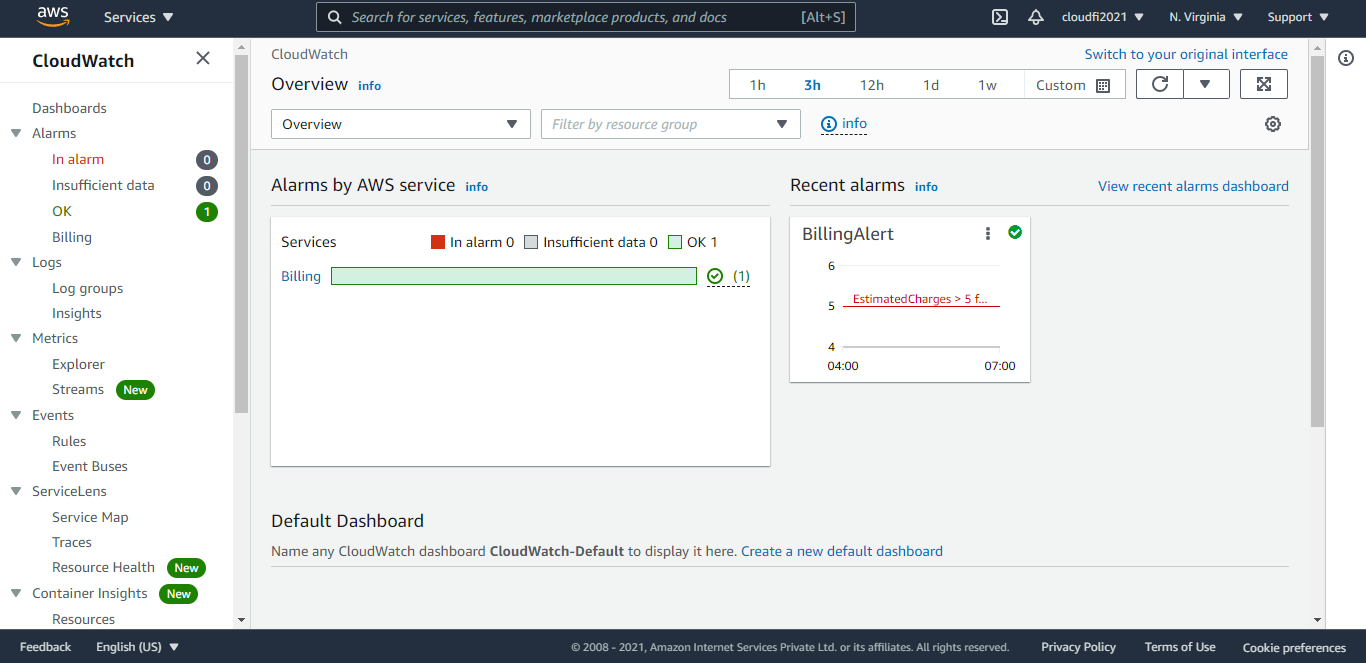 aws Services Search for services, features, marketplace products, and docs [Alt+S] cloudfi2021 N. Virginia Support
CloudWatch
Dashboards
Alarms
In alarm 0
Insufficient data 0
OK 1
Billing
Logs
Log groups
Insights
Metrics
Explorer
Streams New
Events
Rules
Event Buses
ServiceLens
Service Map
Traces
Resource Health New
Container Insights New
Resources
CloudWatch Switch to your original interface
Overview info 1h 3h 12h 1d 1w Custom
Overview Filter by resource group info
Alarms by AWS service info
Services In alarm 0 Insufficient data 0 OK 1
Billing (1)
Recent alarms info View recent alarms dashboard
BillingAlert
6
EstimatedCharges > 5 f...
5
4
04:00 07:00
Default Dashboard
Name any CloudWatch dashboard CloudWatch-Default to display it here. Create a new default dashboard
Feedback English (US) © 2008 - 2021, Amazon Internet Services Private Ltd. or its affiliates. All rights reserved. Privacy Policy Terms of Use Cookie preferences